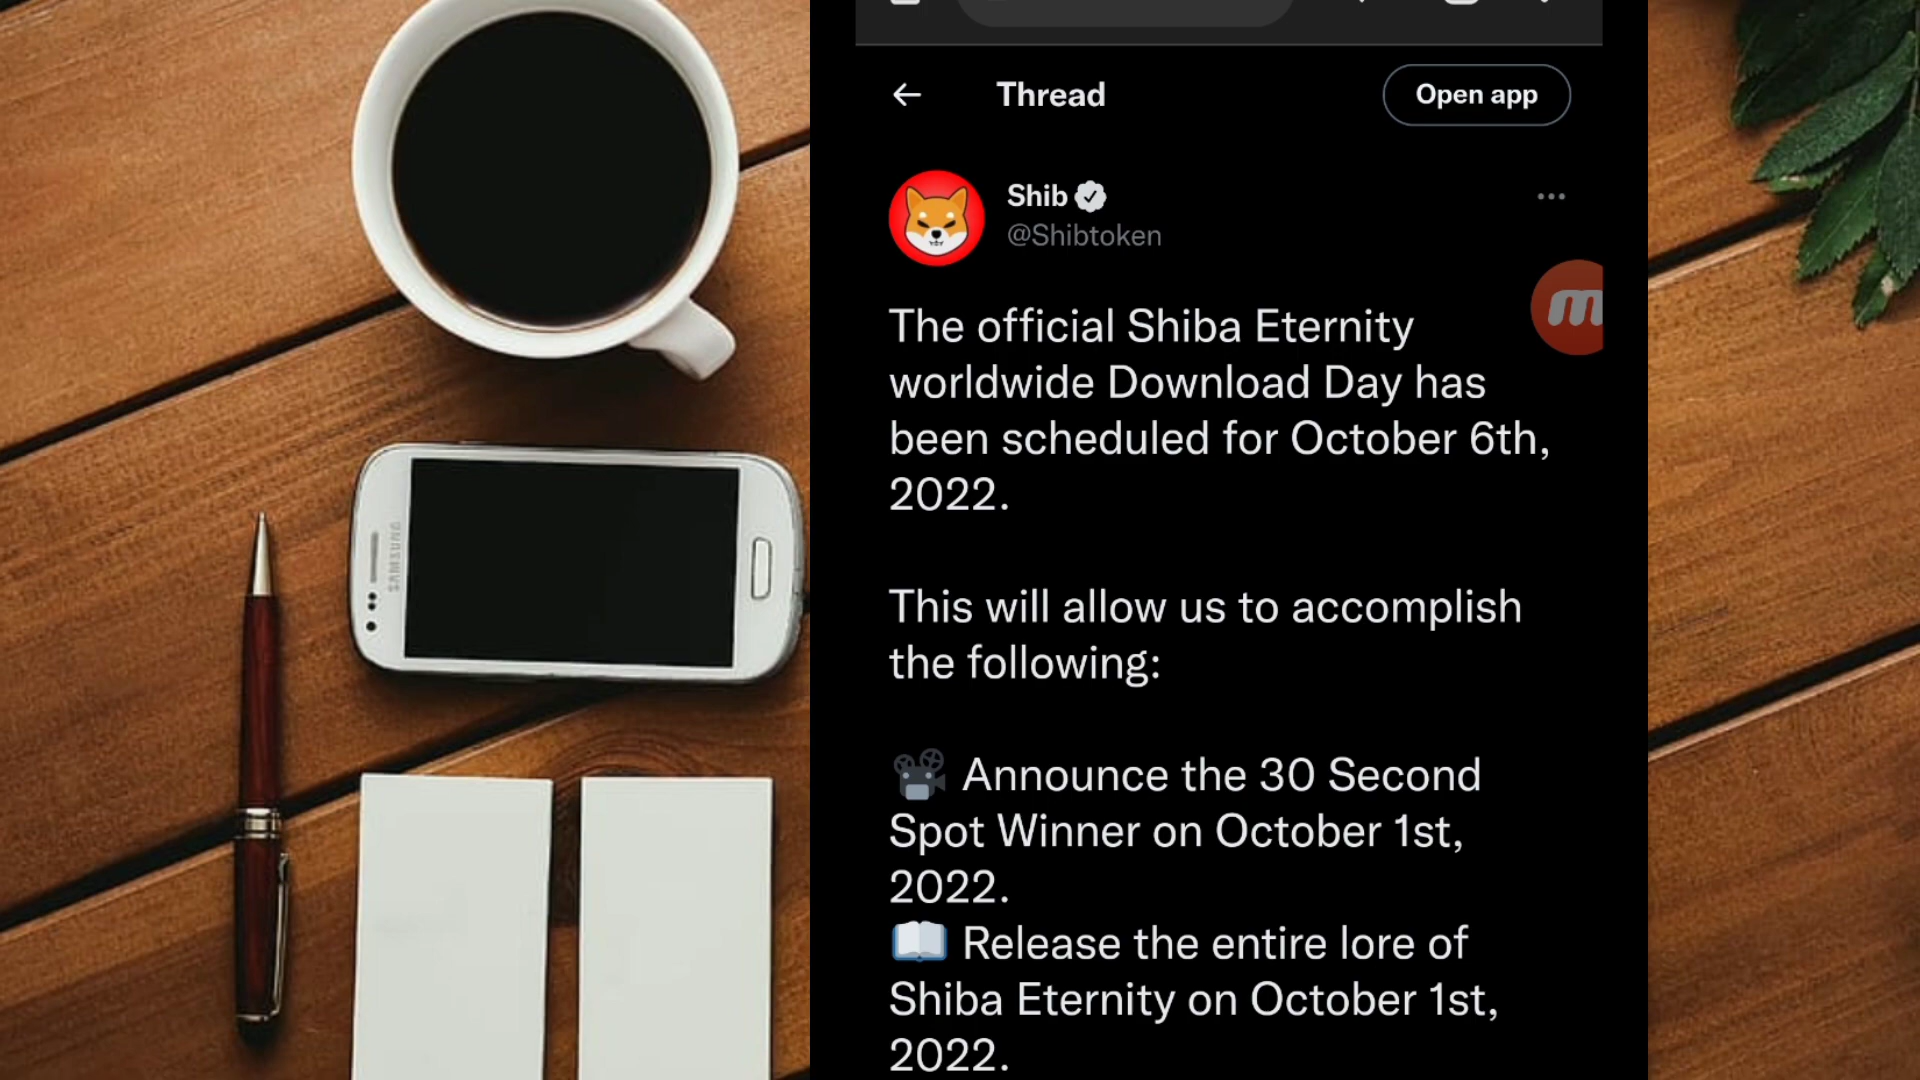 Thread
Open app
Shib
@Shibtoken
The official Shiba Eternity
worldwide Download Day has
been scheduled for October 6th,
2022.
This will allow us to accomplish
the following:
Announce the 30 Second
Spot Winner on October 1st,
2022.
Release the entire lore of
Shiba Eternity on October 1st,
2022.
SAMSUNG
m